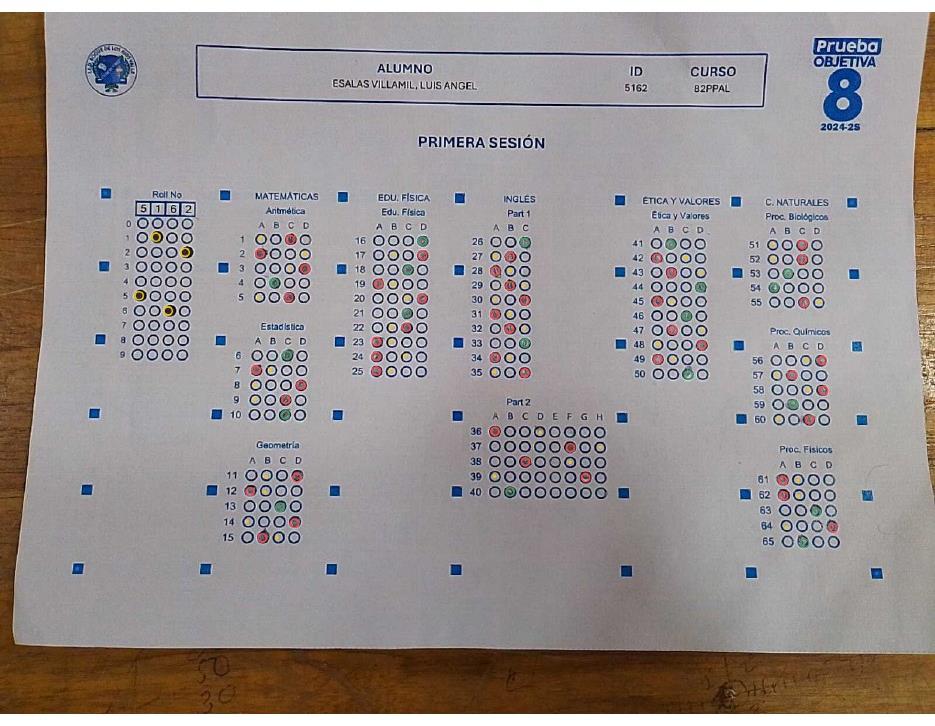 Prueba
OBJETIVA
8
2024-25
ALUMNO ID CURSO
ESALAS VILLAMIL, LUIS ANGEL 5162 82PPAL
PRIMERA SESIÓN
Roll No
5 1 6 2
0
1
2
3
4
5
6
7
8
9
MATEMÁTICAS
Aritmética
A B C D
1
2
3
4
5
Estadística
A B C D
6
7
8
9
10
Geometría
A B C D
11
12
13
14
15
EDU. FÍSICA
Edu. Física
A B C D
16
17
18
19
20
21
22
23
24
25
INGLÉS
Part 1
A B C
26
27
28
29
30
31
32
33
34
35
Part 2
A B C D E F G H
36
37
38
39
40
ÉTICA Y VALORES
Ética y Valores
A B C D
41
42
43
44
45
46
47
48
49
50
C. NATURALES
Proc. Biológicos
A B C D
51
52
53
54
55
Proc. Químicos
A B C D
56
57
58
59
60
Proc. Físicos
A B C D
61
62
63
64
65
50
30